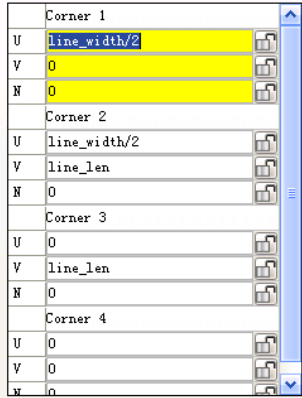 Corner 1
U line_width/2
V 0
N 0
Corner 2
U line_width/2
V line_len
N 0
Corner 3
U 0
V line_len
N 0
Corner 4
U 0
V 0
N 0